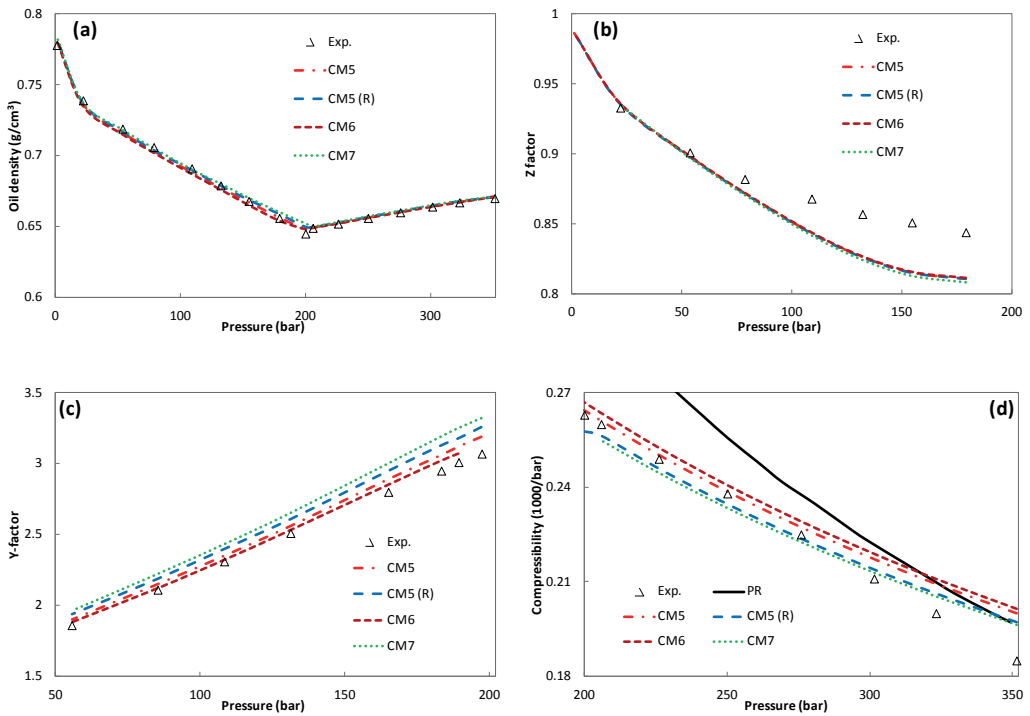 (a)
Oil density (g/cm³)
0.8
0.75
0.7
0.65
0.6
0
100
200
300
Pressure (bar)
Exp.
CM5
CM5 (R)
CM6
CM7
(b)
Z factor
1
0.95
0.9
0.85
0.8
0
50
100
150
200
Pressure (bar)
Exp.
CM5
CM5 (R)
CM6
CM7
(c)
Y-factor
3.5
3
2.5
2
1.5
50
100
150
200
Pressure (bar)
Exp.
CM5
CM5 (R)
CM6
CM7
(d)
Compressibility (1000/bar)
0.27
0.24
0.21
0.18
200
250
300
350
Pressure (bar)
Exp.
PR
CM5
CM5 (R)
CM6
CM7